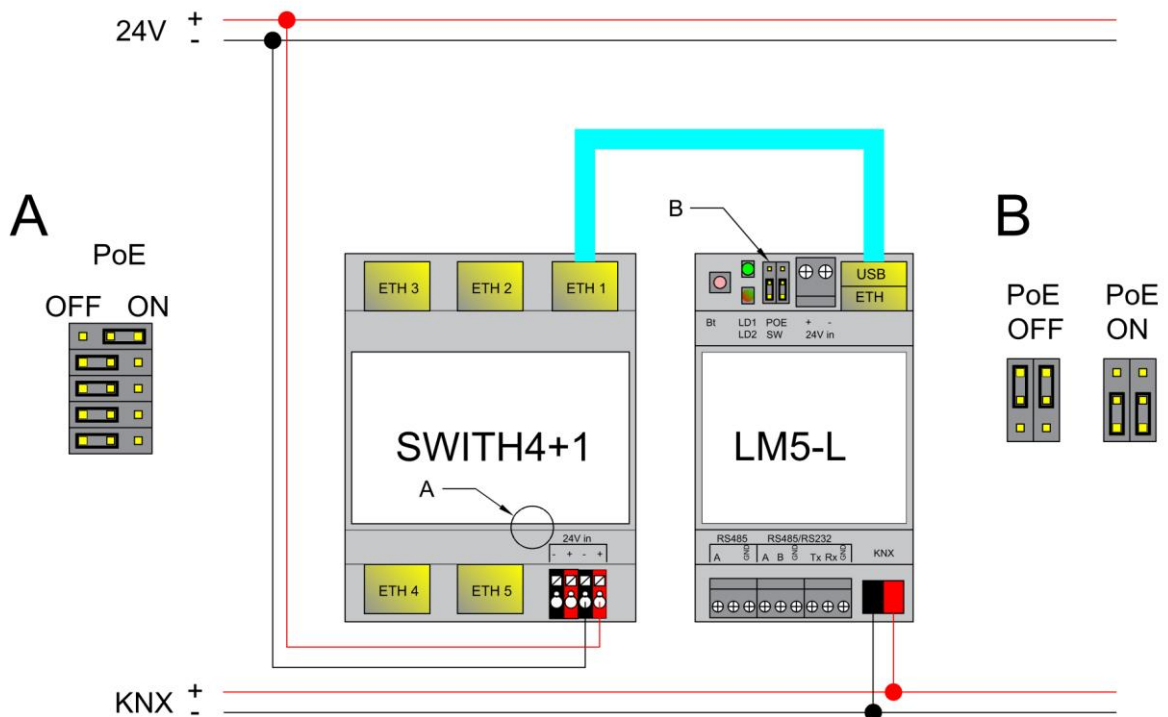 24V + -
A
PoE
OFF ON
B
ETH 3 ETH 2 ETH 1
SWITH4+1
A
24V in
- + - +
ETH 4 ETH 5
USB
ETH
Bt LD1 POE + -
LD2 SW 24V in
LM5-L
RS485 RS485/RS232
A GND A B GND Tx Rx GND KNX
B
PoE PoE
OFF ON
KNX + -